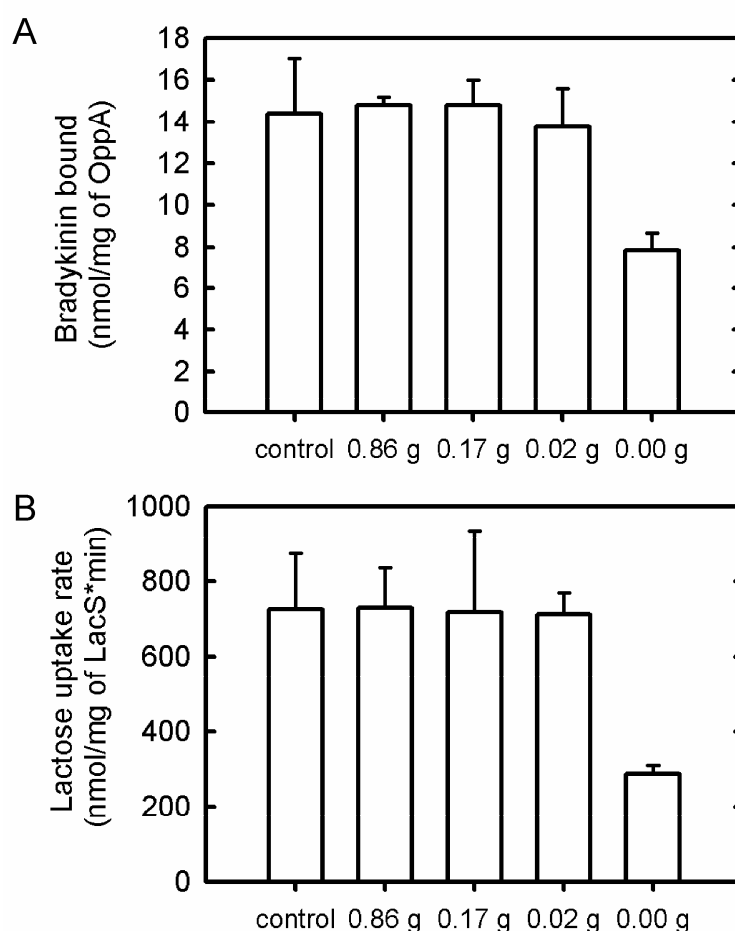 A
Bradykinin bound
(nmol/mg of OppA)
18
16
14
12
10
8
6
4
2
0
control 0.86 g 0.17 g 0.02 g 0.00 g
B
Lactose uptake rate
(nmol/mg of LacS*min)
1000
800
600
400
200
0
control 0.86 g 0.17 g 0.02 g 0.00 g